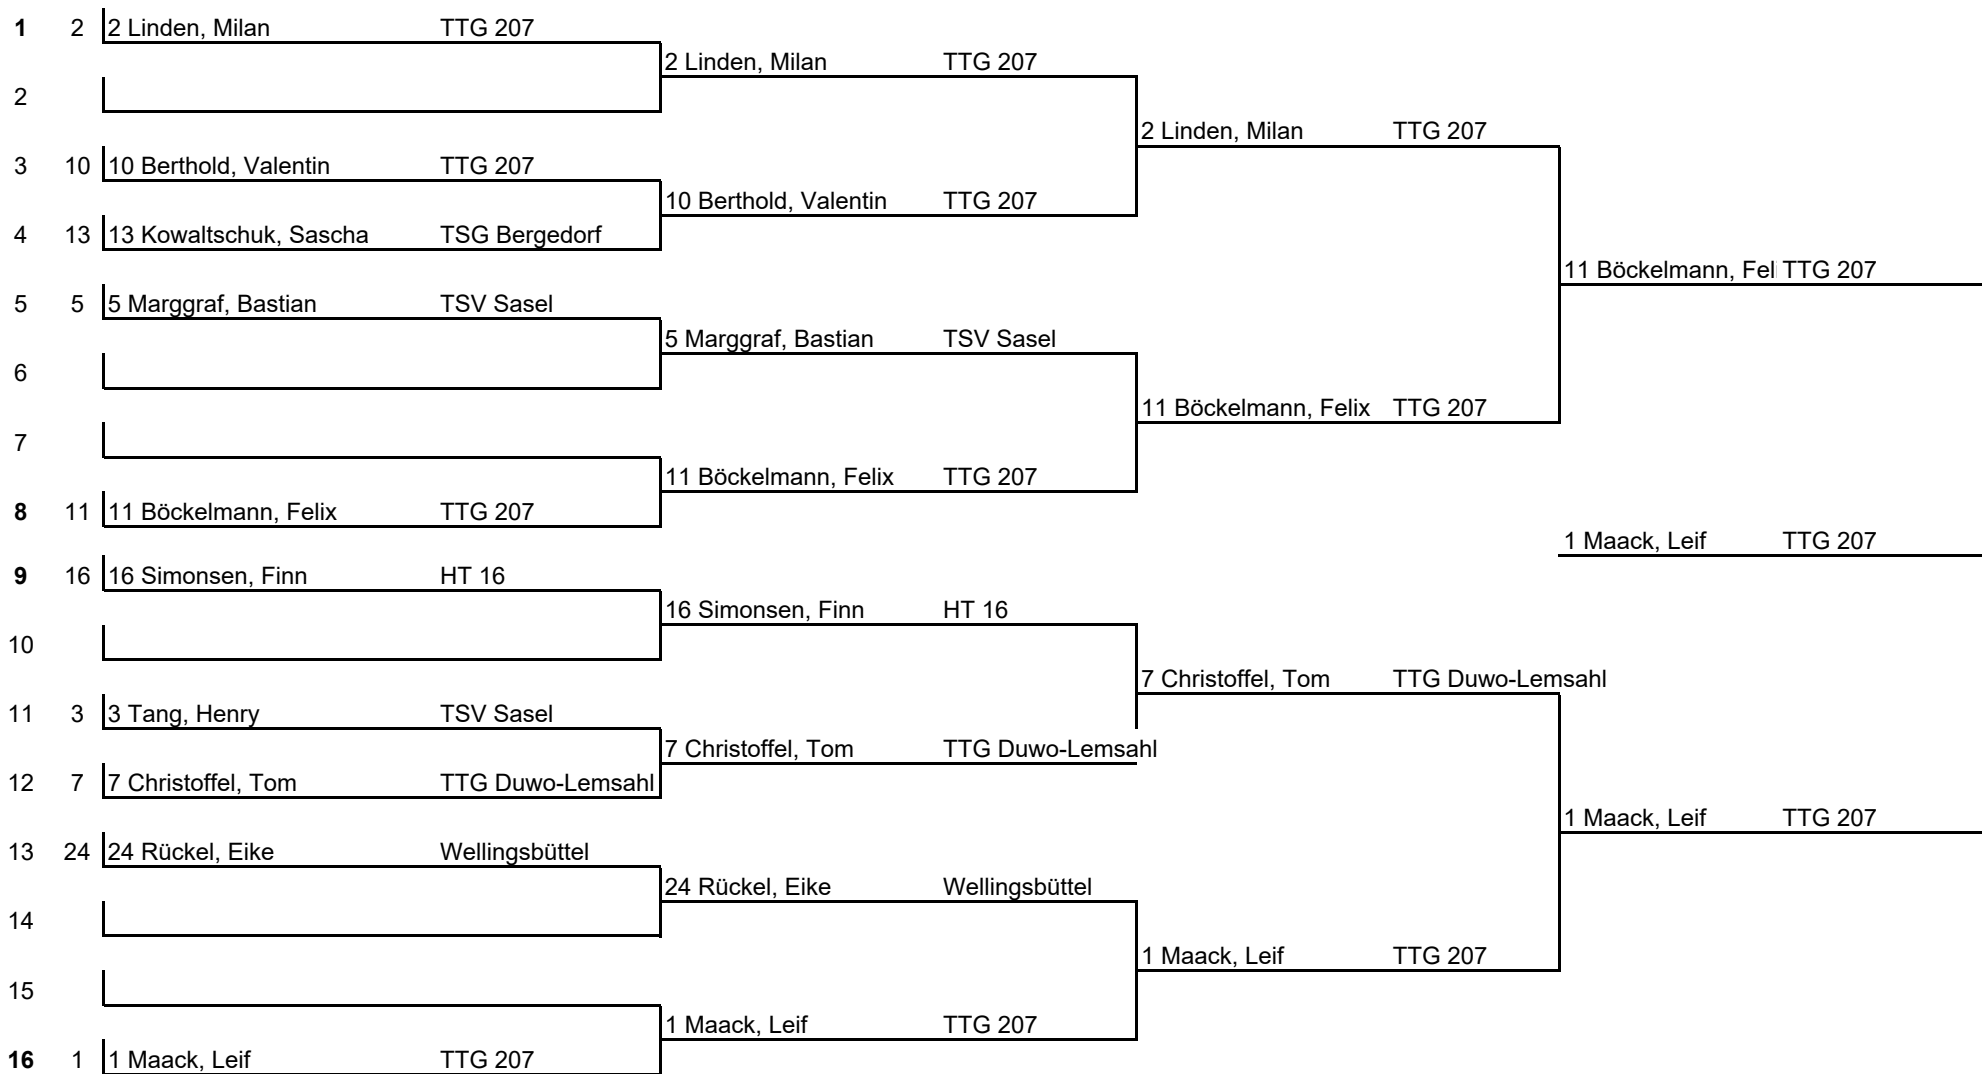 1 2 2 Linden, Milan TTG 207
2 Linden, Milan TTG 207
2
2 Linden, Milan TTG 207
3 10 10 Berthold, Valentin TTG 207
10 Berthold, Valentin TTG 207
4 13 13 Kowaltschuk, Sascha TSG Bergedorf
11 Böckelmann, Fel TTG 207
5 5 5 Marggraf, Bastian TSV Sasel
5 Marggraf, Bastian TSV Sasel
6
11 Böckelmann, Felix TTG 207
7
11 Böckelmann, Felix TTG 207
8 11 11 Böckelmann, Felix TTG 207
1 Maack, Leif TTG 207
9 16 16 Simonsen, Finn HT 16
16 Simonsen, Finn HT 16
10
7 Christoffel, Tom TTG Duwo-Lemsahl
11 3 3 Tang, Henry TSV Sasel
7 Christoffel, Tom TTG Duwo-Lemsahl
12 7 7 Christoffel, Tom TTG Duwo-Lemsahl
1 Maack, Leif TTG 207
13 24 24 Rückel, Eike Wellingsbüttel
24 Rückel, Eike Wellingsbüttel
14
1 Maack, Leif TTG 207
15
1 Maack, Leif TTG 207
16 1 1 Maack, Leif TTG 207